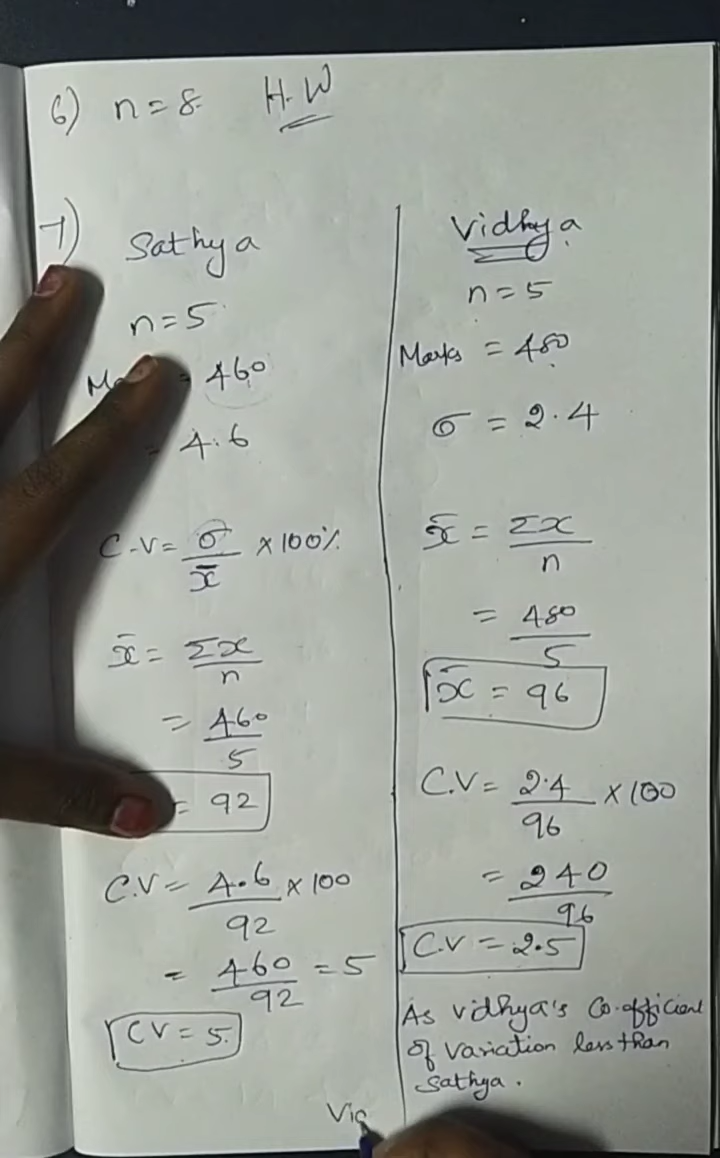 6) n = 8. H.W
7)
Sathya
n = 5
= 460
= 4.6
C.V = σ/x̄ × 100%
x̄ = Σx/n
= 460/5
= 92
C.V = 4.6/92 × 100
= 460/92 = 5
CV = 5.
Vidhya
n = 5
Marks = 480
σ = 2.4
x̄ = Σx/n
= 480/5
x̄ = 96
C.V = 2.4/96 × 100
= 240/96
C.V = 2.5
As vidhya's Co.efficient
of variation less than
Sathya.